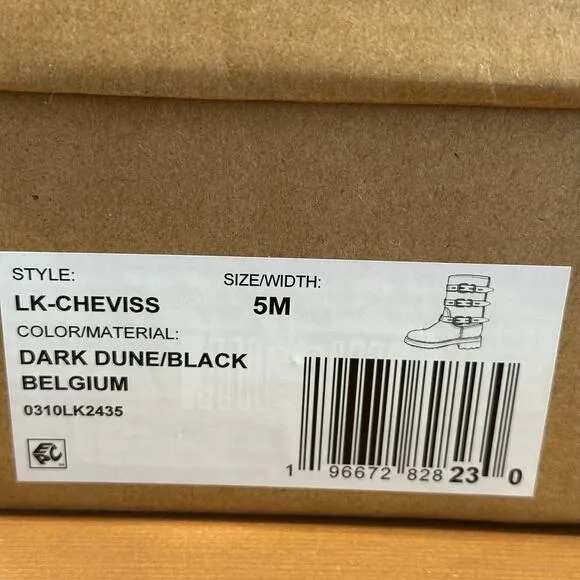 STYLE:
SIZE/WIDTH:
LK-CHEVISS
5M
COLOR/MATERIAL:
DARK DUNE/BLACK
BELGIUM
0310LK2435
1 96672 828 23 0